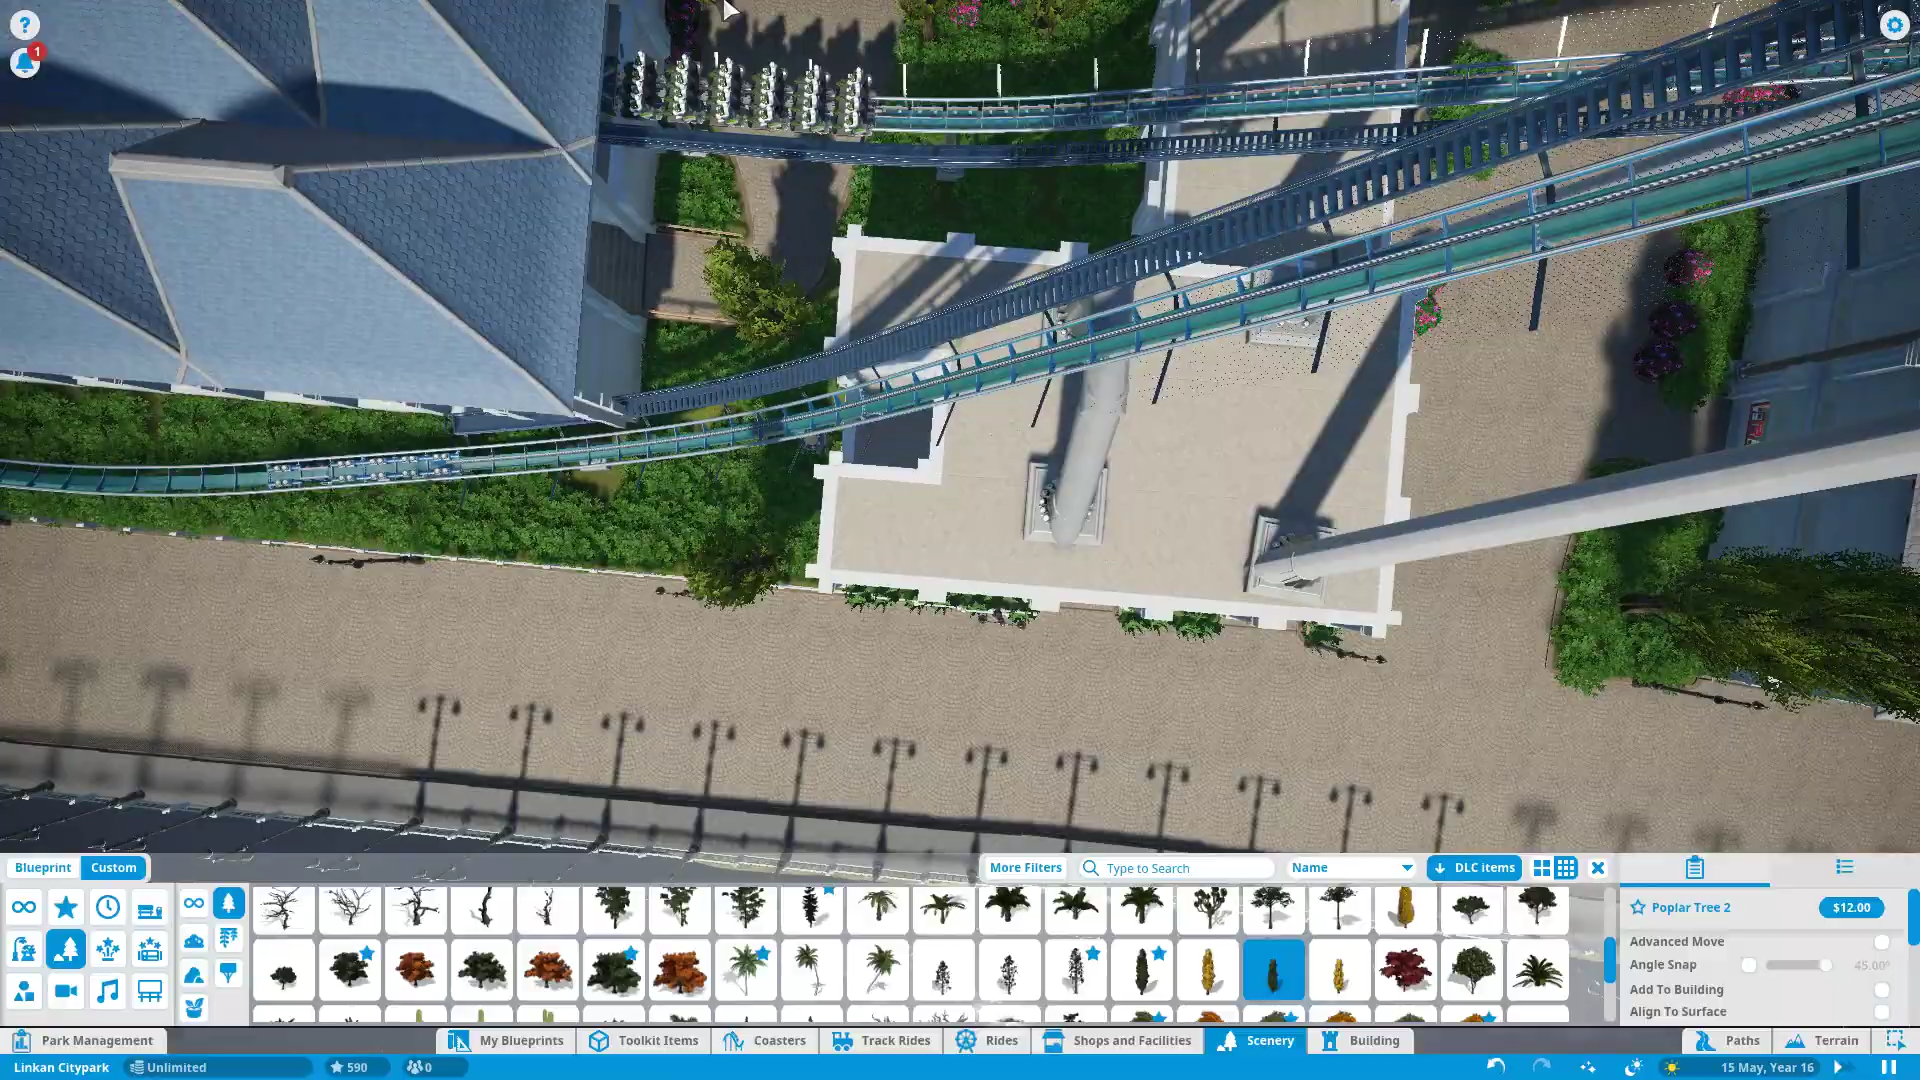 ?
1
Blueprint
Custom
More Filters
Type to Search
Name
DLC items
Poplar Tree 2
$12.00
Advanced Move
Angle Snap
45.00°
Add To Building
Align To Surface
Park Management
My Blueprints
Toolkit Items
Coasters
Track Rides
Rides
Shops and Facilities
Scenery
Building
Paths
Terrain
Linkan Citypark
Unlimited
590
0
15 May, Year 16